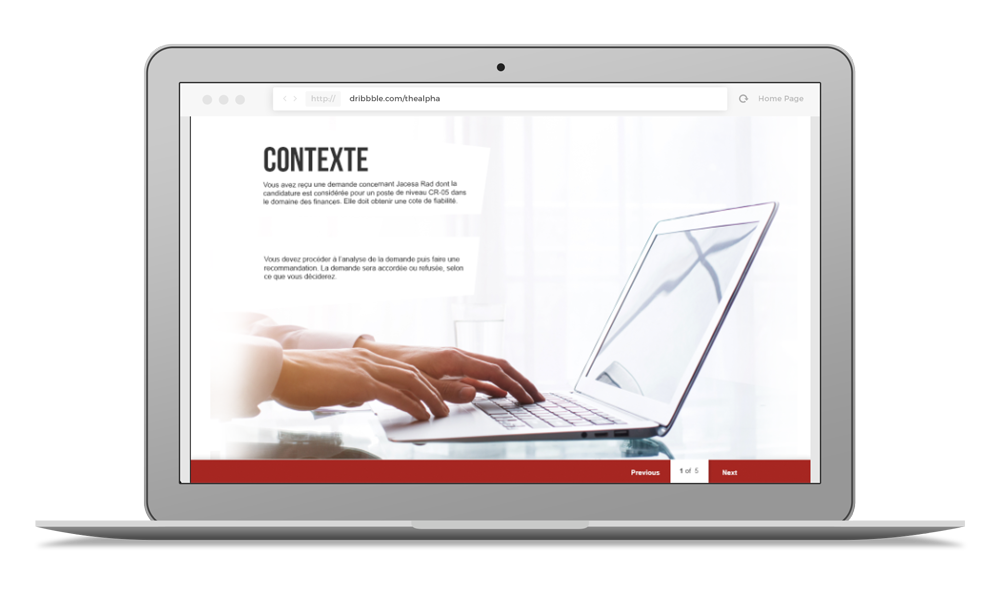 http://
dribbble.com/thealpha
Home Page
CONTEXTE
Vous avez reçu une demande concernant Jacesa Rad dont la
candidature est considérée pour un poste de niveau CR-05 dans
le domaine des finances. Elle doit obtenir une cote de fiabilité.
Vous devez procéder à l'analyse de la demande puis faire une
recommandation. La demande sera accordée ou refusée, selon
ce que vous déciderez.
Previous
1 of 5
Next